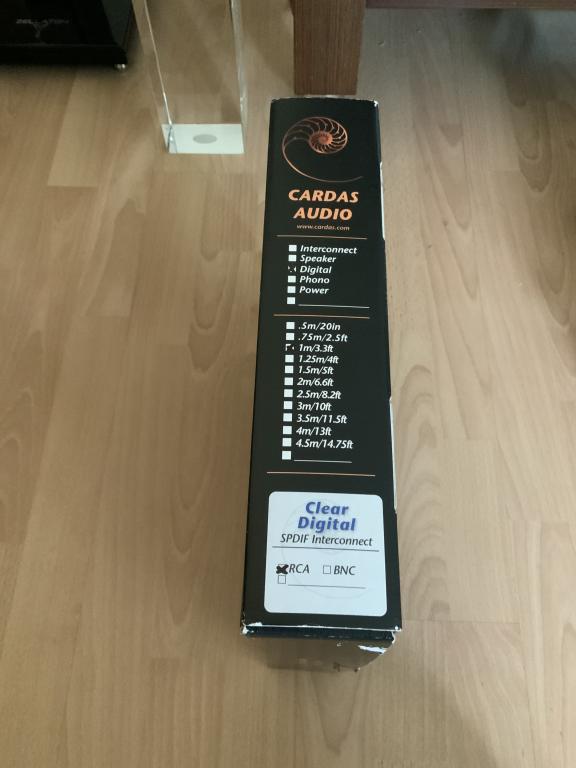 ZELLATON
CARDAS
AUDIO
www.cardas.com
Interconnect
Speaker
Digital
Phono
Power
.5m/20in
.75m/2.5ft
1m/3.3ft
1.25m/4ft
1.5m/5ft
2m/6.6ft
2.5m/8.2ft
3m/10ft
3.5m/11.5ft
4m/13ft
4.5m/14.75ft
Clear
Digital
SPDIF Interconnect
RCA BNC